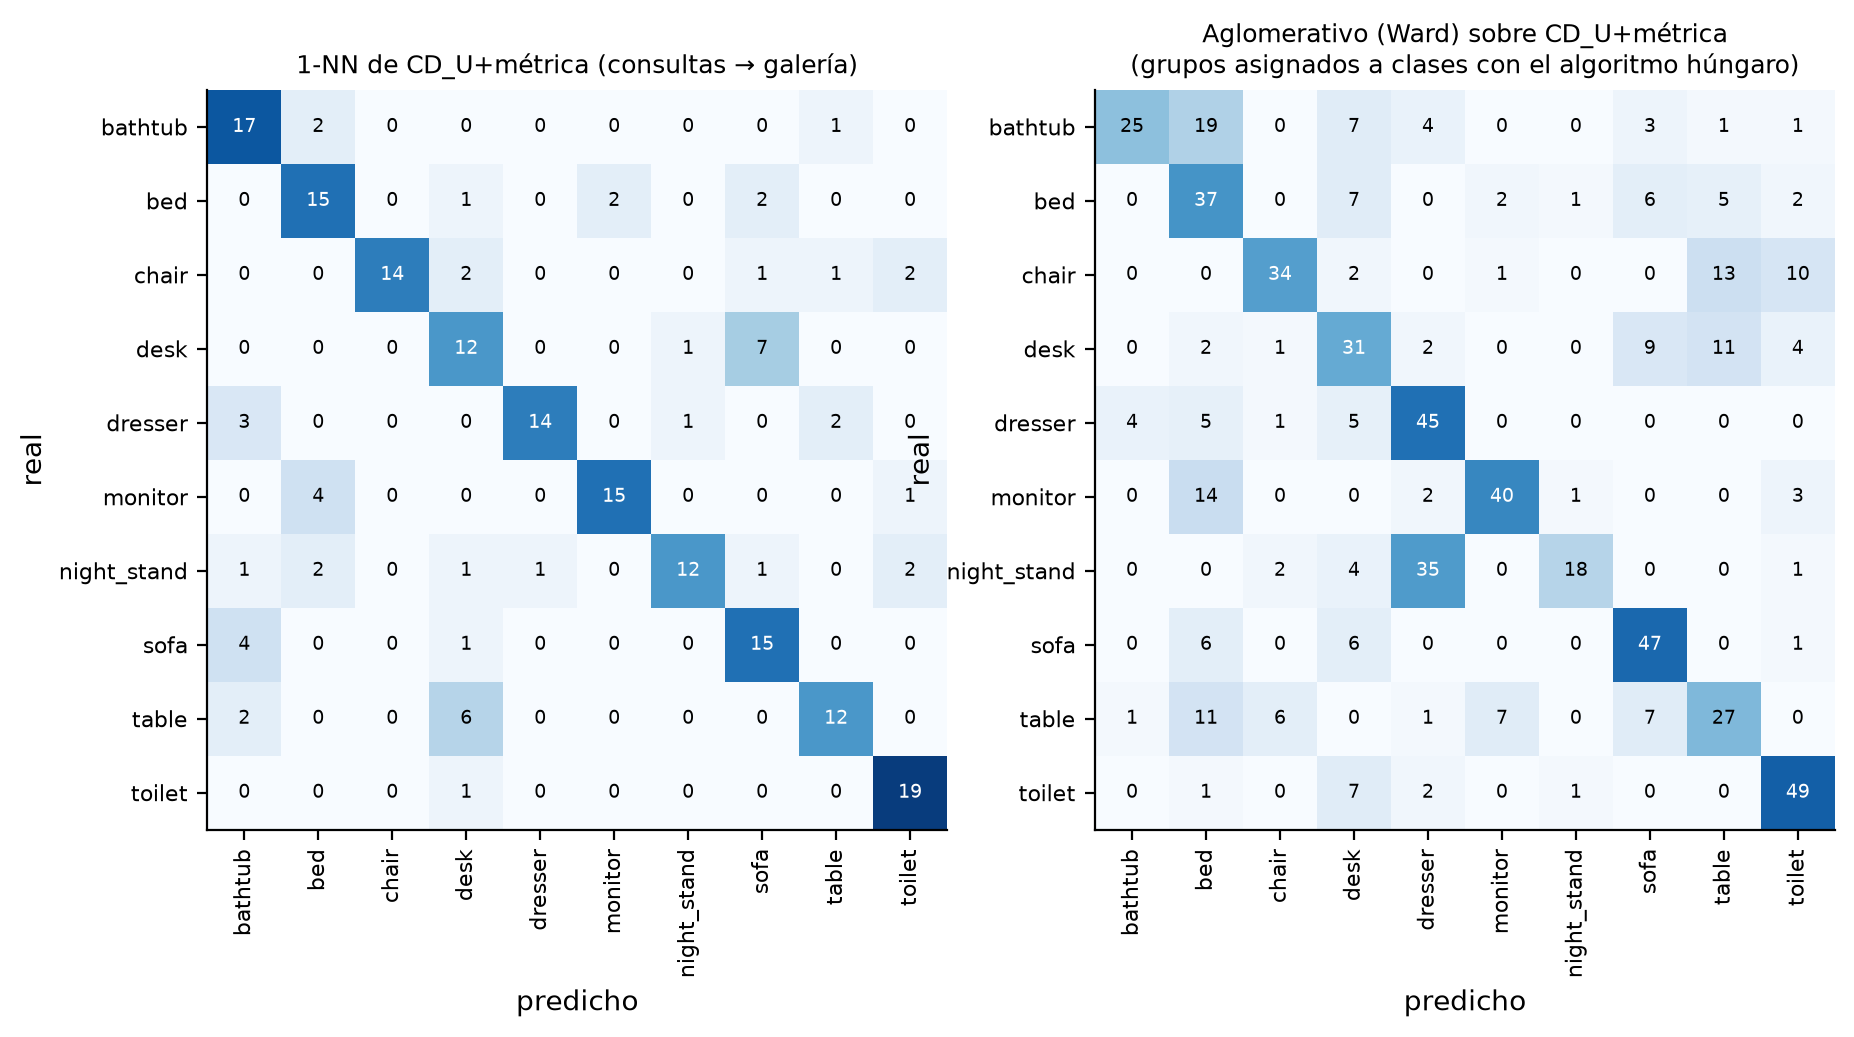 1-NN de CD_U+métrica (consultas → galería)
real
bathtub 17 2 0 0 0 0 0 0 1 0
bed 0 15 0 1 0 2 0 2 0 0
chair 0 0 14 2 0 0 0 1 1 2
desk 0 0 0 12 0 0 1 7 0 0
dresser 3 0 0 0 14 0 1 0 2 0
monitor 0 4 0 0 0 15 0 0 0 1
night_stand 1 2 0 1 1 0 12 1 0 2
sofa 4 0 0 1 0 0 0 15 0 0
table 2 0 0 6 0 0 0 0 12 0
toilet 0 0 0 1 0 0 0 0 0 19
bathtub bed chair desk dresser monitor night_stand sofa table toilet
predicho
Aglomerativo (Ward) sobre CD_U+métrica
(grupos asignados a clases con el algoritmo húngaro)
real
bathtub 25 19 0 7 4 0 0 3 1 1
bed 0 37 0 7 0 2 1 6 5 2
chair 0 0 34 2 0 1 0 0 13 10
desk 0 2 1 31 2 0 0 9 11 4
dresser 4 5 1 5 45 0 0 0 0 0
monitor 0 14 0 0 2 40 1 0 0 3
night_stand 0 0 2 4 35 0 18 0 0 1
sofa 0 6 0 6 0 0 0 47 0 1
table 1 11 6 0 1 7 0 7 27 0
toilet 0 1 0 7 2 0 1 0 0 49
bathtub bed chair desk dresser monitor night_stand sofa table toilet
predicho